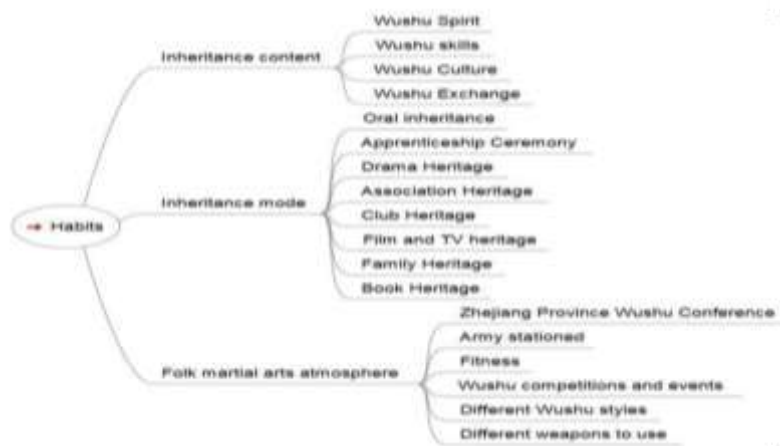 Habits
Inheritance content
Wushu Spirit
Wushu skills
Wushu Culture
Wushu Exchange
Inheritance mode
Oral inheritance
Apprenticeship Ceremony
Drama Heritage
Association Heritage
Club Heritage
Film and TV heritage
Family Heritage
Book Heritage
Folk martial arts atmosphere
Zhejiang Province Wushu Conference
Army stationed
Fitness
Wushu competitions and events
Different Wushu styles
Different weapons to use